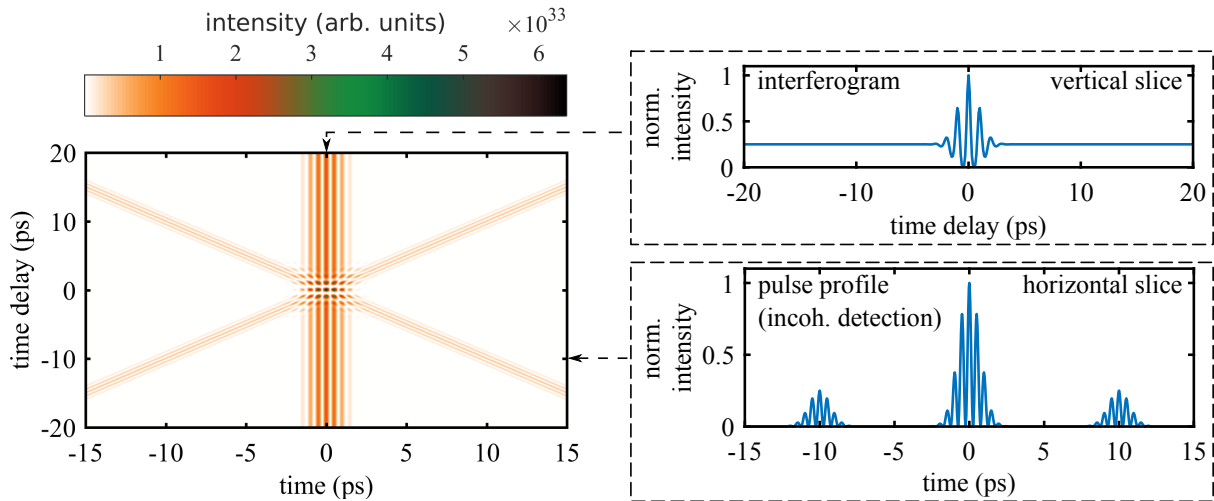 intensity (arb. units)
×10³³
1 2 3 4 5 6
20
10
0
-10
-20
time delay (ps)
-15 -10 -5 0 5 10 15
time (ps)
interferogram vertical slice
1
0.5
0
norm.
intensity
-20 -10 0 10 20
time delay (ps)
pulse profile horizontal slice
(incoh. detection)
1
0.5
0
norm.
intensity
-15 -10 -5 0 5 10 15
time (ps)